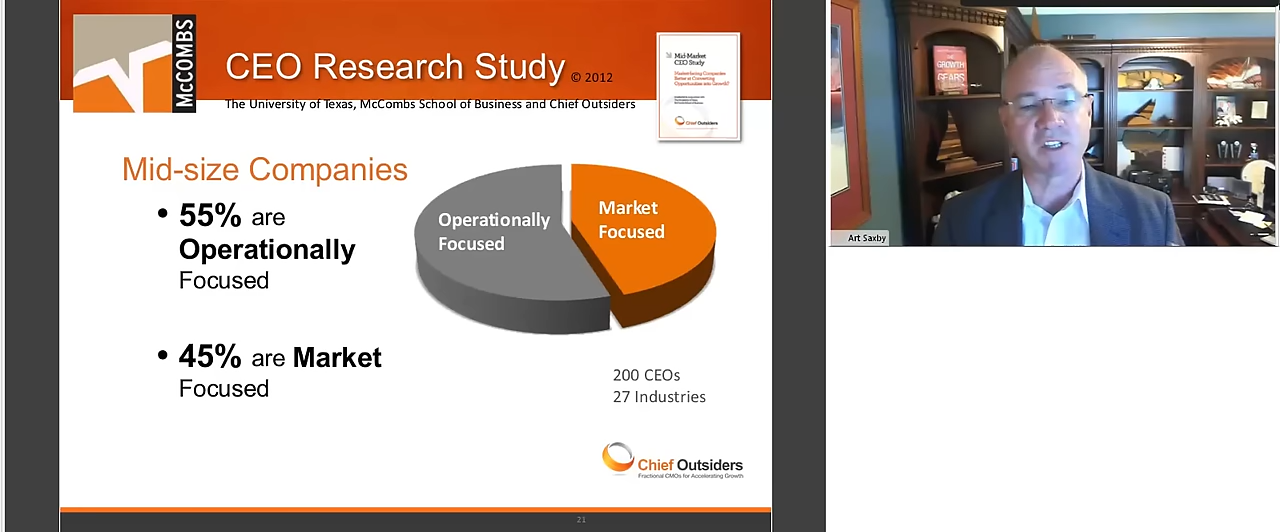 McCOMBS
CEO Research Study © 2012
The University of Texas, McCombs School of Business and Chief Outsiders
Mid-Market
CEO Study
Chief Outsiders
Mid-size Companies
• 55% are
Operationally
Focused
• 45% are Market
Focused
Operationally
Focused
Market
Focused
200 CEOs
27 Industries
Chief Outsiders
Fractional CMOs for Accelerating Growth
21
THE
GROWTH
GEARS
Art Saxby